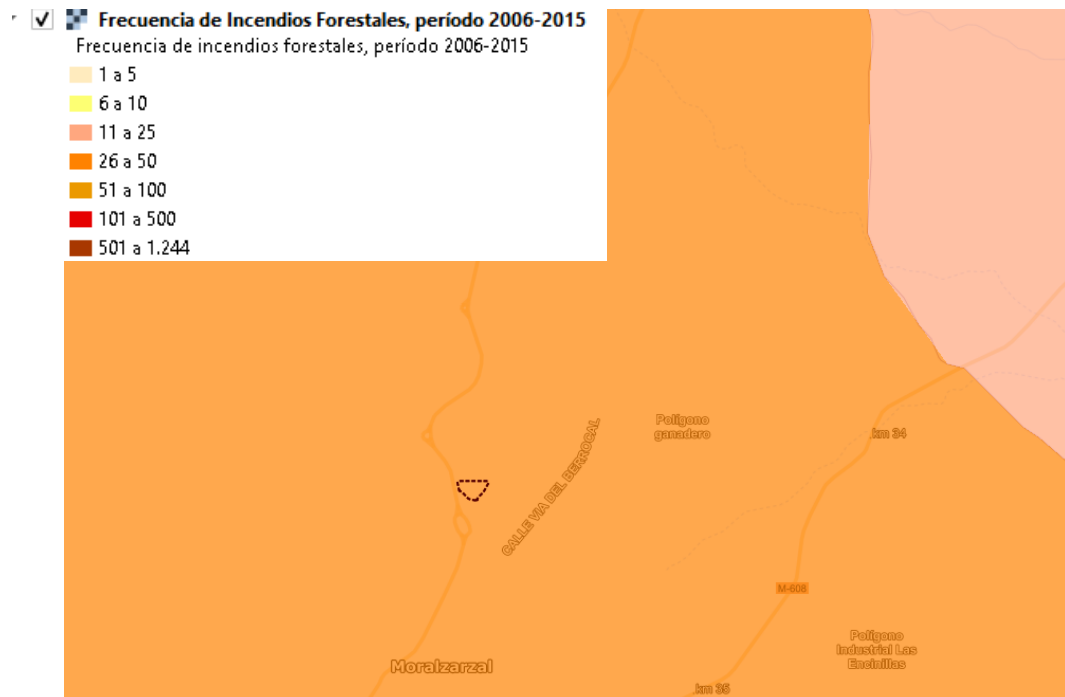 Frecuencia de Incendios Forestales, período 2006-2015
Frecuencia de incendios forestales, período 2006-2015
1 a 5
6 a 10
11 a 25
26 a 50
51 a 100
101 a 500
501 a 1.244
Polígono
ganadero
km 34
CALLE VÍA DEL BERROCAL
M-608
Polígono
Industrial Las
Encinillas
Moralzarzal
km 35